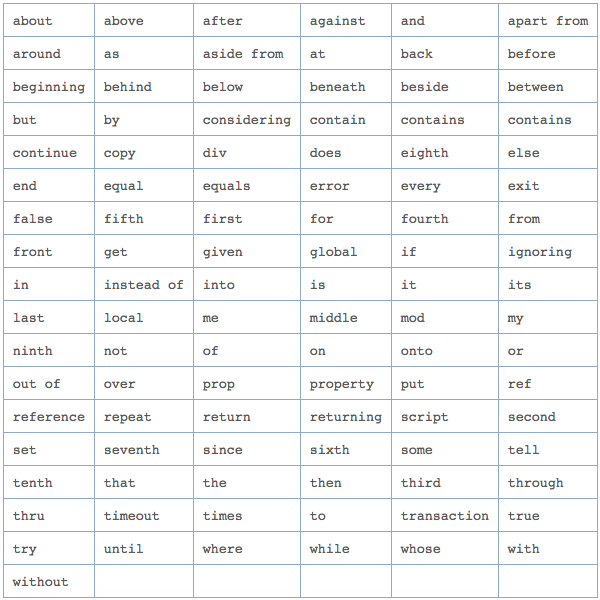 about above after against and apart from
around as aside from at back before
beginning behind below beneath beside between
but by considering contain contains contains
continue copy div does eighth else
end equal equals error every exit
false fifth first for fourth from
front get given global if ignoring
in instead of into is it its
last local me middle mod my
ninth not of on onto or
out of over prop property put ref
reference repeat return returning script second
set seventh since sixth some tell
tenth that the then third through
thru timeout times to transaction true
try until where while whose with
without